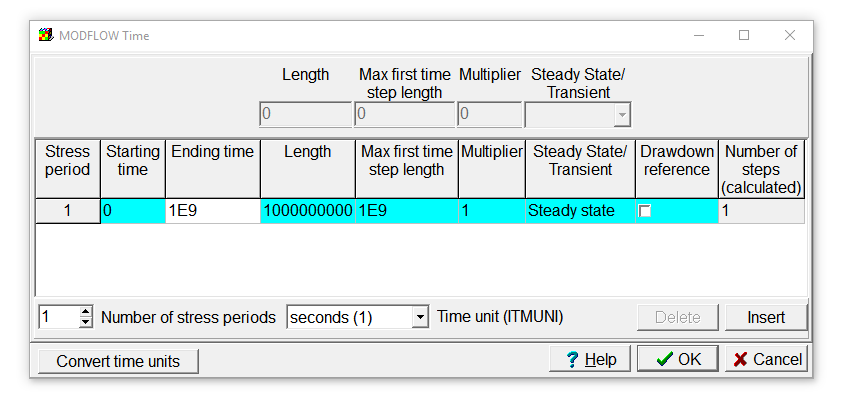 MODFLOW Time
Length Max first time Multiplier Steady State/
step length Transient
0 0 0
Stress Starting Ending time Length Max first time Multiplier Steady State/ Drawdown Number of
period time step length Transient reference steps
(calculated)
1 0 1E9 1000000000 1E9 1 Steady state 1
1 Number of stress periods seconds (1) Time unit (ITMUNI) Delete Insert
Convert time units ? Help OK Cancel